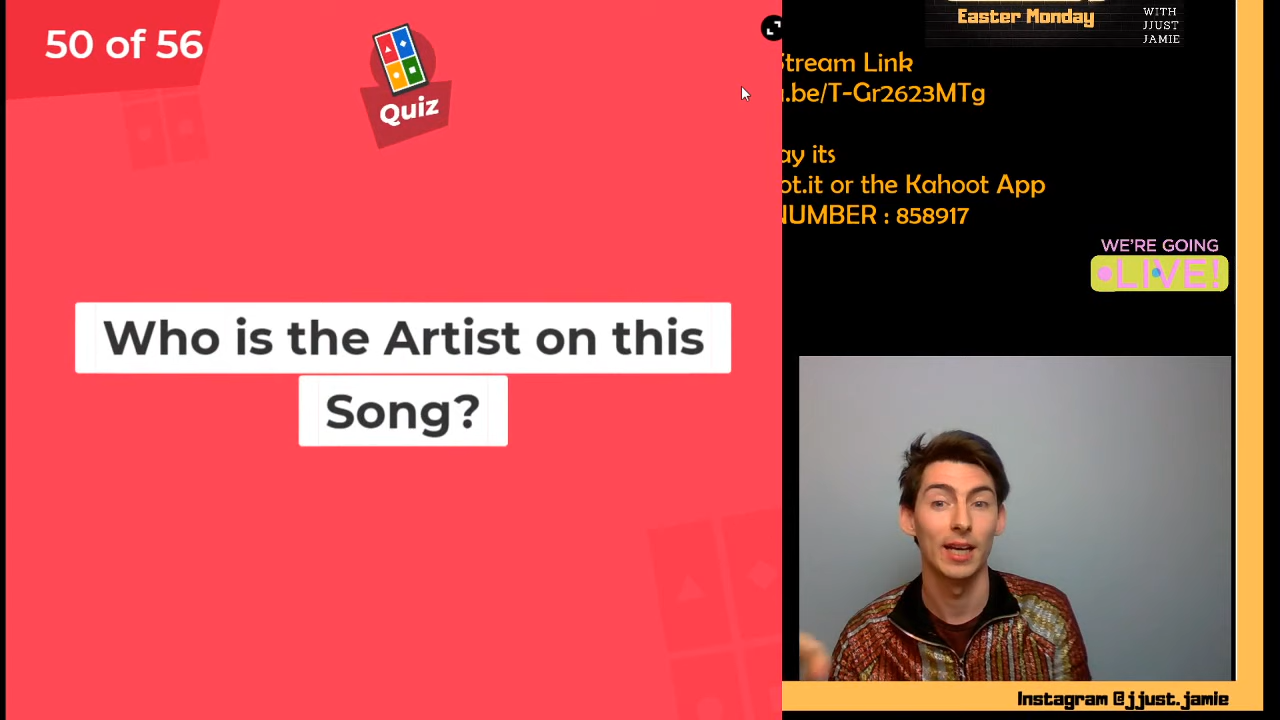 50 of 56
Quiz
Who is the Artist on this
Song?
Easter Monday
WITH
JJUST
JAMIE
Stream Link
.be/T-Gr2623MTg
ay its
ot.it or the Kahoot App
NUMBER : 858917
WE'RE GOING
LIVE!
Instagram @jjust.jamie